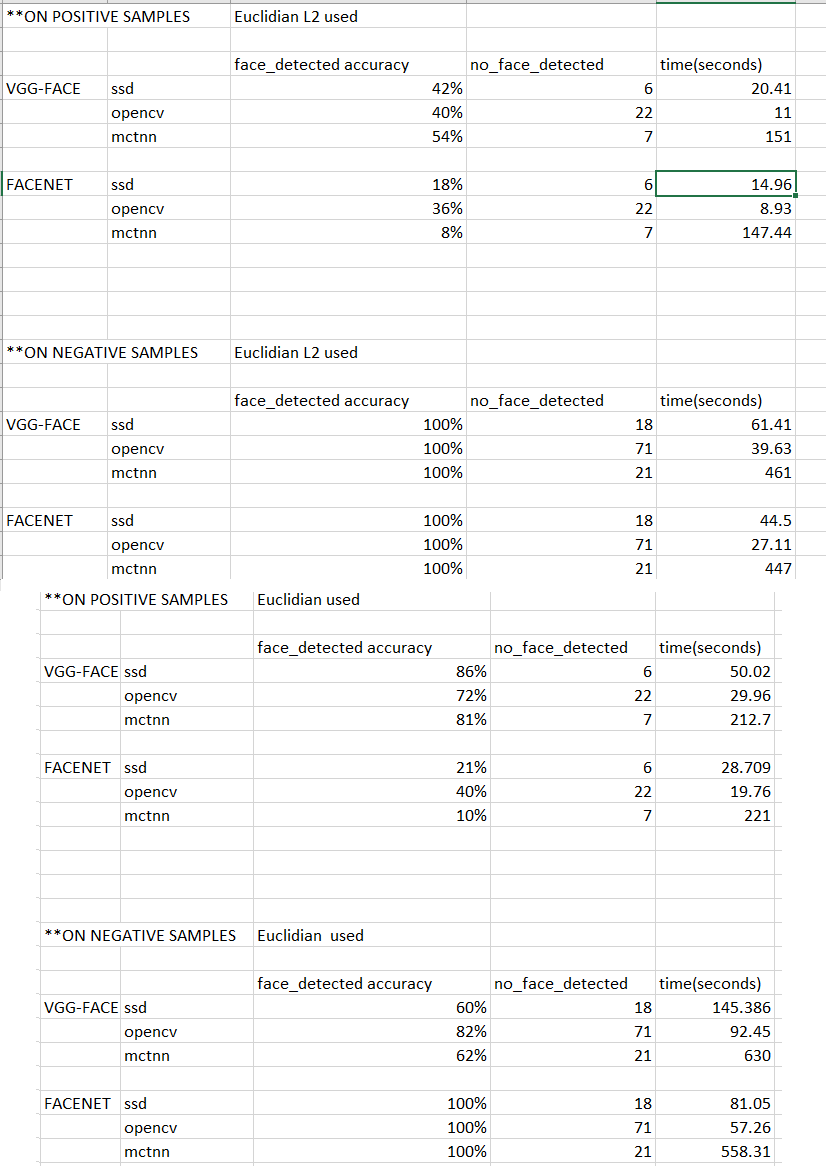 **ON POSITIVE SAMPLES Euclidian L2 used
face_detected accuracy no_face_detected time(seconds)
VGG-FACE ssd 42% 6 20.41
opencv 40% 22 11
mctnn 54% 7 151
FACENET ssd 18% 6 14.96
opencv 36% 22 8.93
mctnn 8% 7 147.44
**ON NEGATIVE SAMPLES Euclidian L2 used
face_detected accuracy no_face_detected time(seconds)
VGG-FACE ssd 100% 18 61.41
opencv 100% 71 39.63
mctnn 100% 21 461
FACENET ssd 100% 18 44.5
opencv 100% 71 27.11
mctnn 100% 21 447
**ON POSITIVE SAMPLES Euclidian used
face_detected accuracy no_face_detected time(seconds)
VGG-FACE ssd 86% 6 50.02
opencv 72% 22 29.96
mctnn 81% 7 212.7
FACENET ssd 21% 6 28.709
opencv 40% 22 19.76
mctnn 10% 7 221
**ON NEGATIVE SAMPLES Euclidian used
face_detected accuracy no_face_detected time(seconds)
VGG-FACE ssd 60% 18 145.386
opencv 82% 71 92.45
mctnn 62% 21 630
FACENET ssd 100% 18 81.05
opencv 100% 71 57.26
mctnn 100% 21 558.31